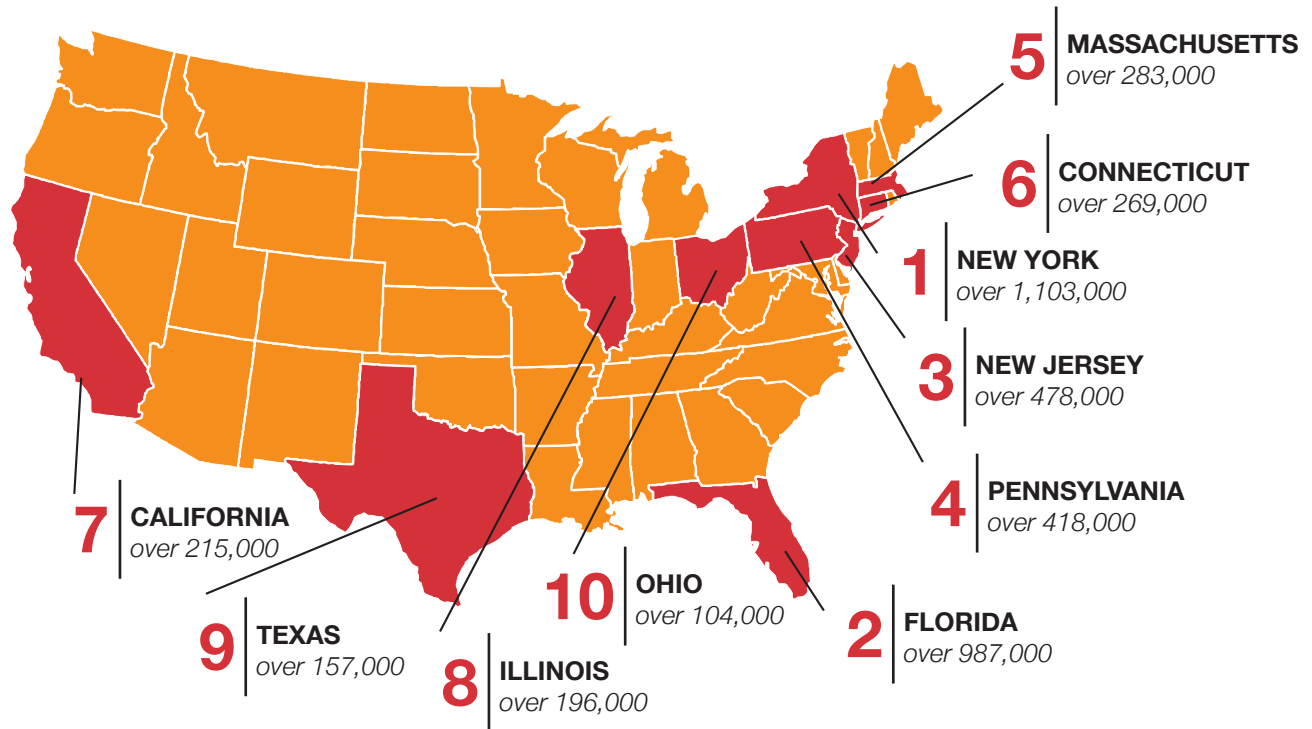 5
MASSACHUSETTS
over 283,000
6
CONNECTICUT
over 269,000
1
NEW YORK
over 1,103,000
3
NEW JERSEY
over 478,000
4
PENNSYLVANIA
over 418,000
7
CALIFORNIA
over 215,000
10
OHIO
over 104,000
2
FLORIDA
over 987,000
9
TEXAS
over 157,000
8
ILLINOIS
over 196,000